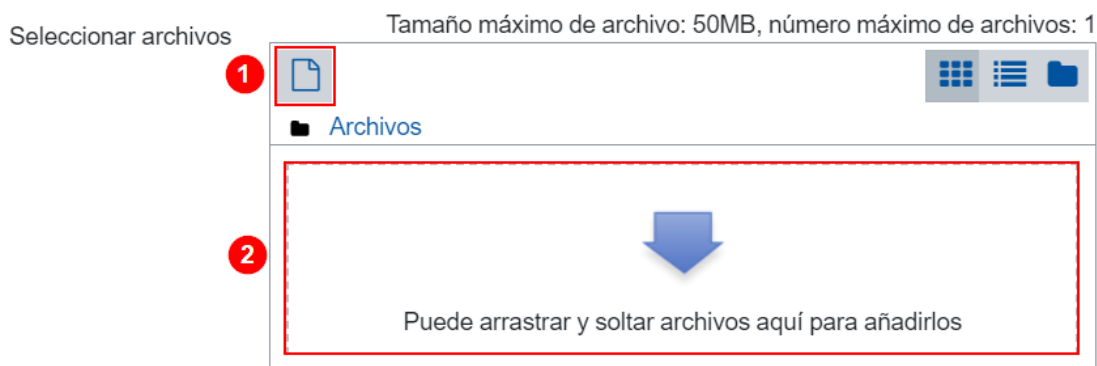 Seleccionar archivos
Tamaño máximo de archivo: 50MB, número máximo de archivos: 1
1
Archivos
2
Puede arrastrar y soltar archivos aquí para añadirlos